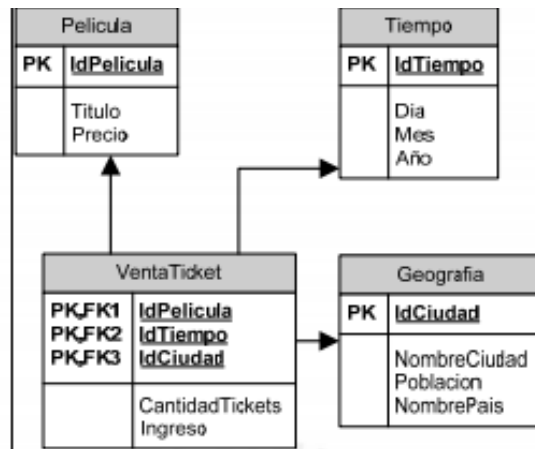 Pelicula
PK IdPelicula
Titulo
Precio
Tiempo
PK IdTiempo
Dia
Mes
Año
VentaTicket
PK,FK1 IdPelicula
PK,FK2 IdTiempo
PK,FK3 IdCiudad
CantidadTickets
Ingreso
Geografia
PK IdCiudad
NombreCiudad
Poblacion
NombrePais